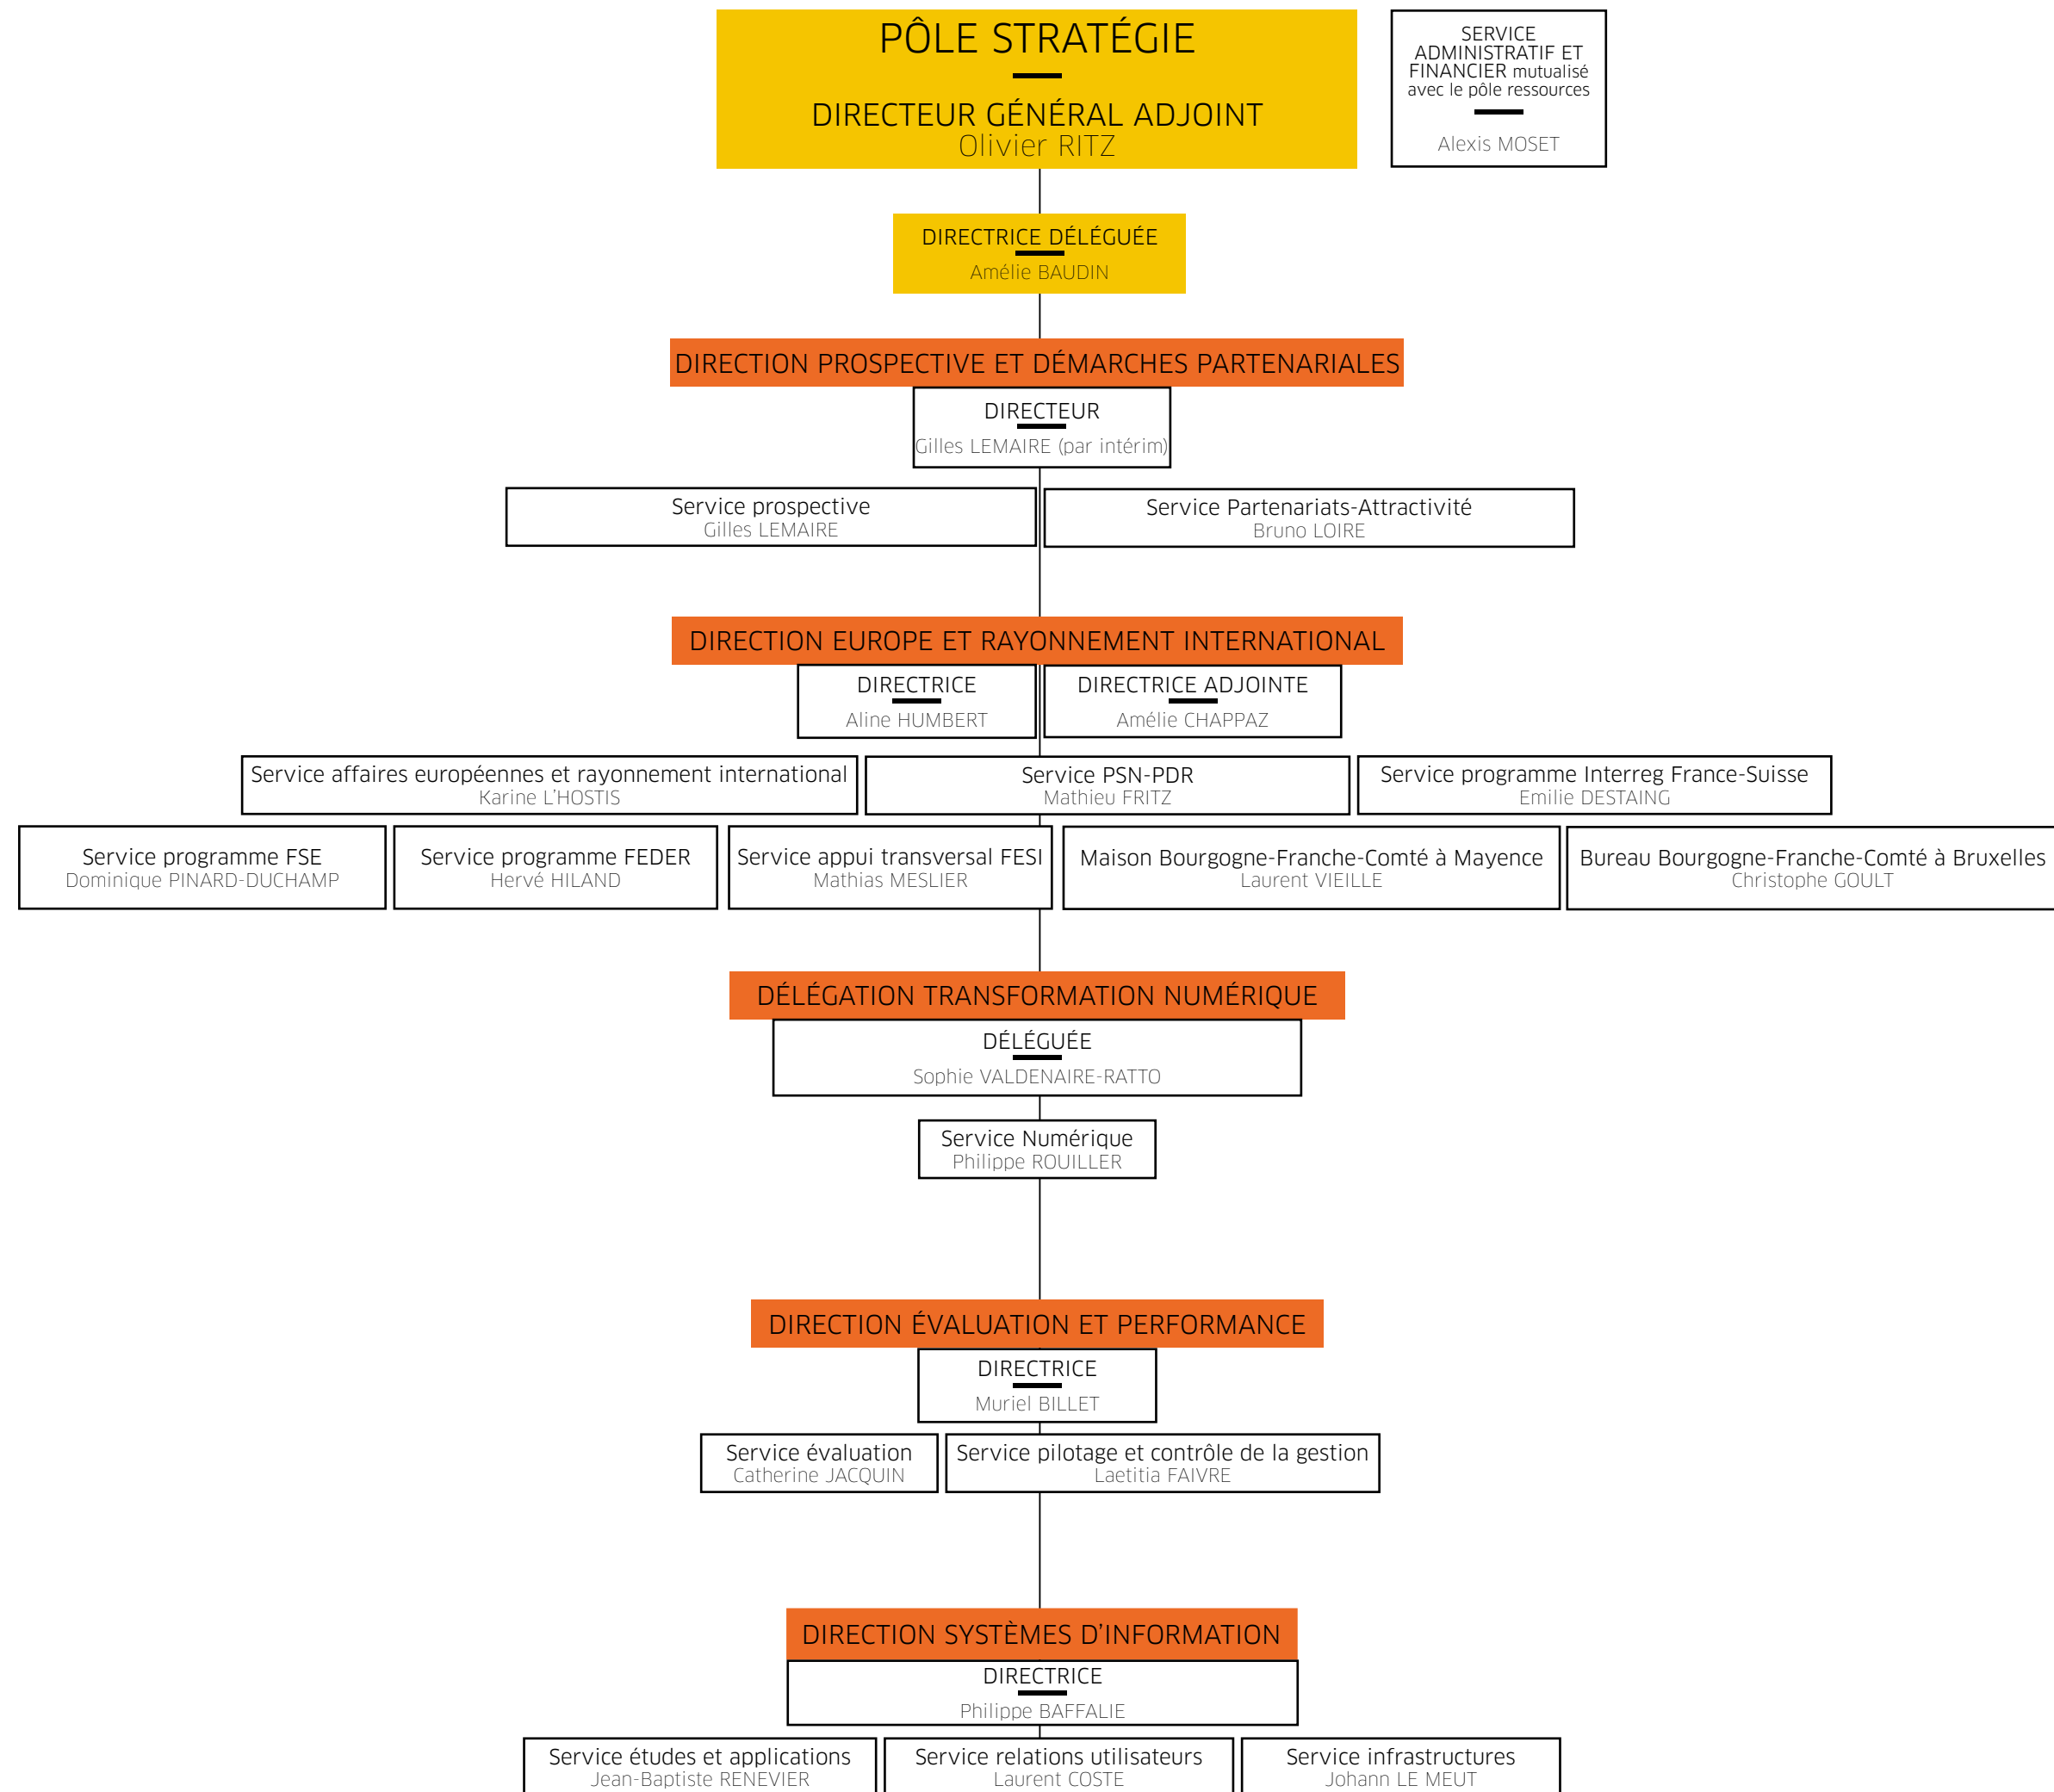 PÔLE STRATÉGIE
DIRECTEUR GÉNÉRAL ADJOINT
Olivier RITZ
SERVICE
ADMINISTRATIF ET
FINANCIER mutualisé
avec le pôle ressources
Alexis MOSET
DIRECTRICE DÉLÉGUÉE
Amélie BAUDIN
DIRECTION PROSPECTIVE ET DÉMARCHES PARTENARIALES
DIRECTEUR
Gilles LEMAIRE (par intérim)
Service prospective
Gilles LEMAIRE
Service Partenariats-Attractivité
Bruno LOIRE
DIRECTION EUROPE ET RAYONNEMENT INTERNATIONAL
DIRECTRICE
Aline HUMBERT
DIRECTRICE ADJOINTE
Amélie CHAPPAZ
Service affaires européennes et rayonnement international
Karine L’HOSTIS
Service PSN-PDR
Mathieu FRITZ
Service programme Interreg France-Suisse
Emilie DESTAING
Service programme FSE
Dominique PINARD-DUCHAMP
Service programme FEDER
Hervé HILAND
Service appui transversal FESI
Mathias MESLIER
Maison Bourgogne-Franche-Comté à Mayence
Laurent VIEILLE
Bureau Bourgogne-Franche-Comté à Bruxelles
Christophe GOULT
DÉLÉGATION TRANSFORMATION NUMÉRIQUE
DÉLÉGUÉE
Sophie VALDENAIRE-RATTO
Service Numérique
Philippe ROUILLER
DIRECTION ÉVALUATION ET PERFORMANCE
DIRECTRICE
Muriel BILLET
Service évaluation
Catherine JACQUIN
Service pilotage et contrôle de la gestion
Laetitia FAIVRE
DIRECTION SYSTÈMES D’INFORMATION
DIRECTRICE
Philippe BAFFALIE
Service études et applications
Jean-Baptiste RENEVIER
Service relations utilisateurs
Laurent COSTE
Service infrastructures
Johann LE MEUT